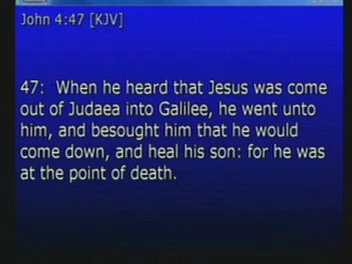 John 4:47 [KJV]
47: When he heard that Jesus was come
out of Judaea into Galilee, he went unto
him, and besought him that he would
come down, and heal his son: for he was
at the point of death.